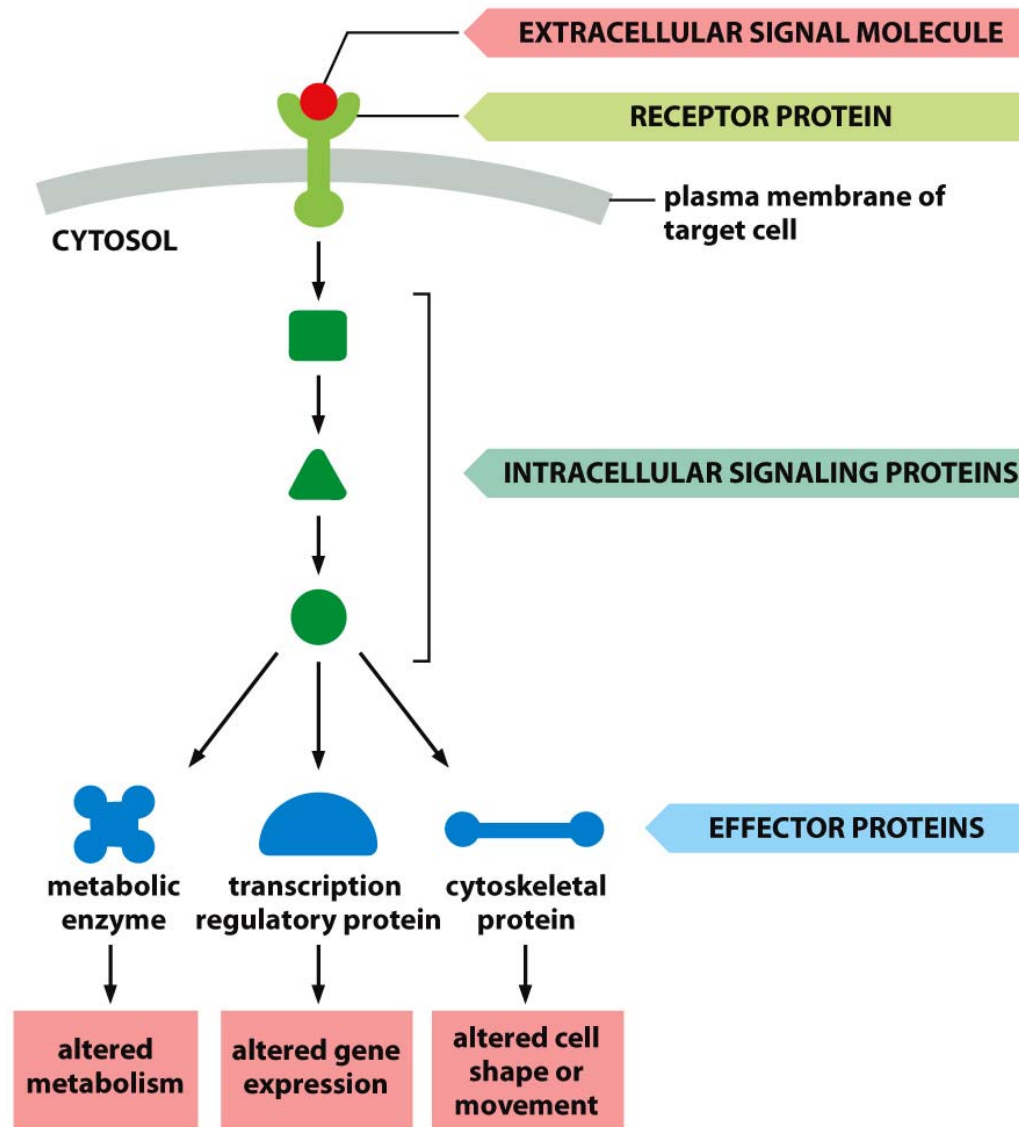 EXTRACELLULAR SIGNAL MOLECULE
RECEPTOR PROTEIN
plasma membrane of
target cell
CYTOSOL
INTRACELLULAR SIGNALING PROTEINS
EFFECTOR PROTEINS
metabolic
enzyme
transcription
regulatory protein
cytoskeletal
protein
altered
metabolism
altered gene
expression
altered cell
shape or
movement